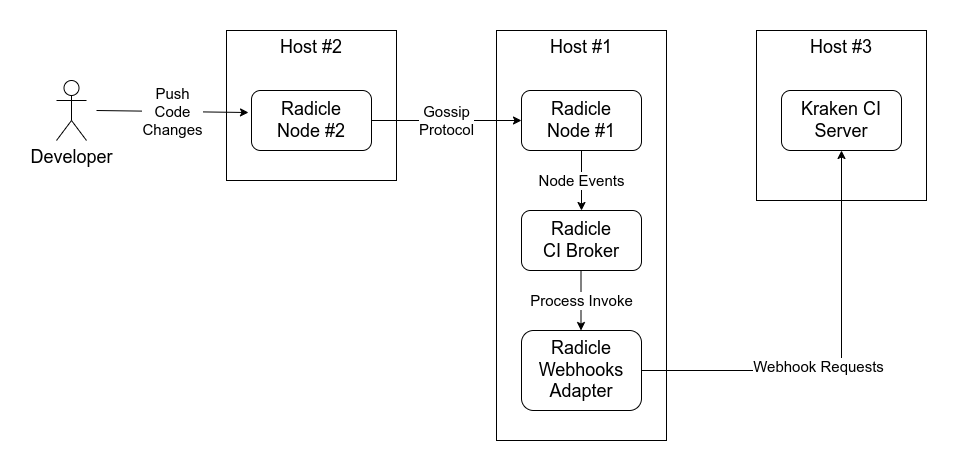 Host #2
Host #1
Host #3
Push
Code
Changes
Developer
Radicle
Node #2
Gossip
Protocol
Radicle
Node #1
Kraken CI
Server
Node Events
Radicle
CI Broker
Process Invoke
Radicle
Webhooks
Adapter
Webhook Requests